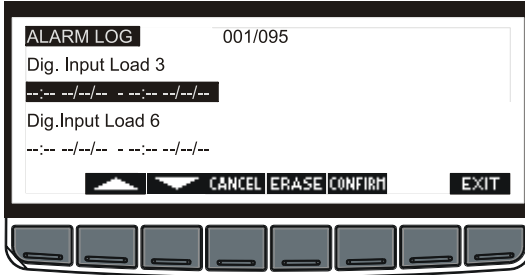 ALARM LOG 001/095
Dig. Input Load 3
--:-- --/--/-- - --:-- --/--/--
Dig.Input Load 6
--:-- --/--/-- - --:-- --/--/--
CANCEL ERASE CONFIRM EXIT